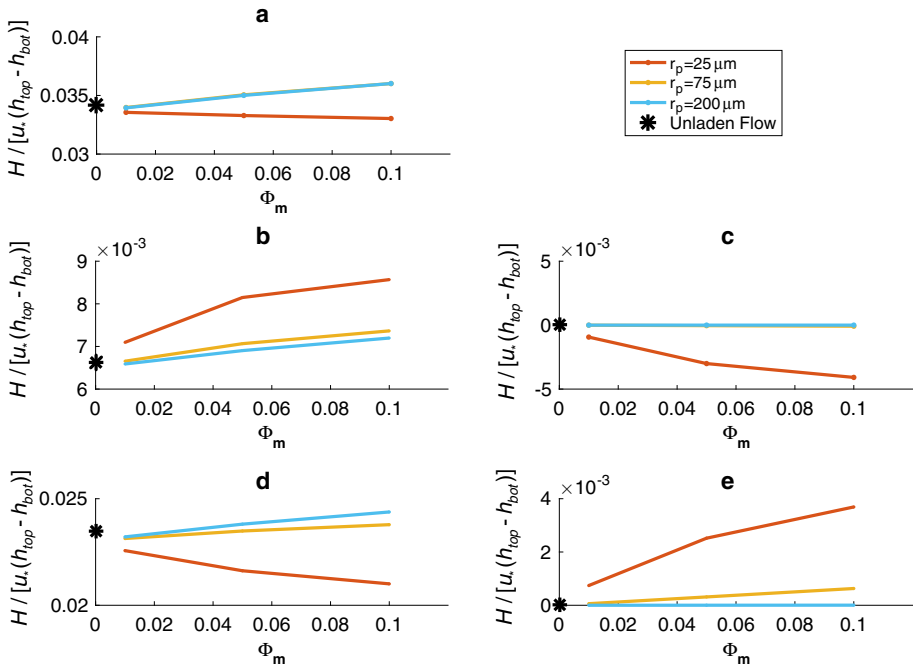 a
0.04
0.035
0.03
H / [u*(htop - hbot)]
0 0.02 0.04 0.06 0.08 0.1
Φm
rp=25 μm
rp=75 μm
rp=200 μm
Unladen Flow
b
×10-3
9
8
7
6
H / [u*(htop - hbot)]
0 0.02 0.04 0.06 0.08 0.1
Φm
c
×10-3
5
0
-5
H / [u*(htop - hbot)]
0 0.02 0.04 0.06 0.08 0.1
Φm
d
0.025
0.02
H / [u*(htop - hbot)]
0 0.02 0.04 0.06 0.08 0.1
Φm
e
×10-3
4
2
0
H / [u*(htop - hbot)]
0 0.02 0.04 0.06 0.08 0.1
Φm